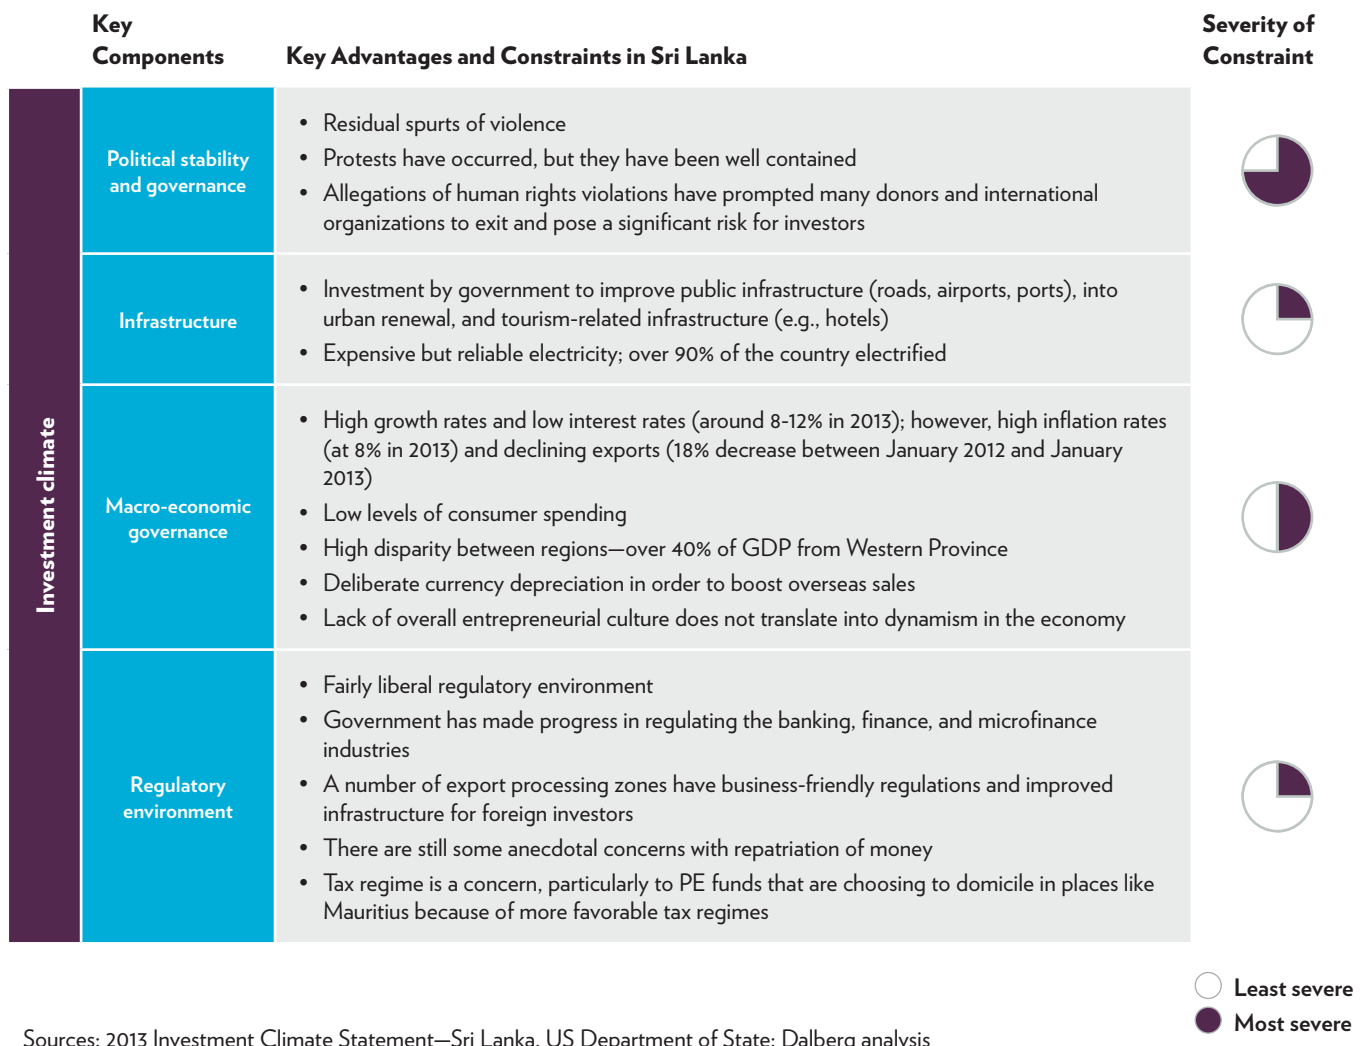 Key
Components
Key Advantages and Constraints in Sri Lanka
Severity of
Constraint
Investment climate
Political stability
and governance
• Residual spurts of violence
• Protests have occurred, but they have been well contained
• Allegations of human rights violations have prompted many donors and international
organizations to exit and pose a significant risk for investors
Infrastructure
• Investment by government to improve public infrastructure (roads, airports, ports), into
urban renewal, and tourism-related infrastructure (e.g., hotels)
• Expensive but reliable electricity; over 90% of the country electrified
Macro-economic
governance
• High growth rates and low interest rates (around 8-12% in 2013); however, high inflation rates
(at 8% in 2013) and declining exports (18% decrease between January 2012 and January
2013)
• Low levels of consumer spending
• High disparity between regions—over 40% of GDP from Western Province
• Deliberate currency depreciation in order to boost overseas sales
• Lack of overall entrepreneurial culture does not translate into dynamism in the economy
Regulatory
environment
• Fairly liberal regulatory environment
• Government has made progress in regulating the banking, finance, and microfinance
industries
• A number of export processing zones have business-friendly regulations and improved
infrastructure for foreign investors
• There are still some anecdotal concerns with repatriation of money
• Tax regime is a concern, particularly to PE funds that are choosing to domicile in places like
Mauritius because of more favorable tax regimes
Least severe
Most severe
Sources: 2013 Investment Climate Statement—Sri Lanka, US Department of State; Dalberg analysis